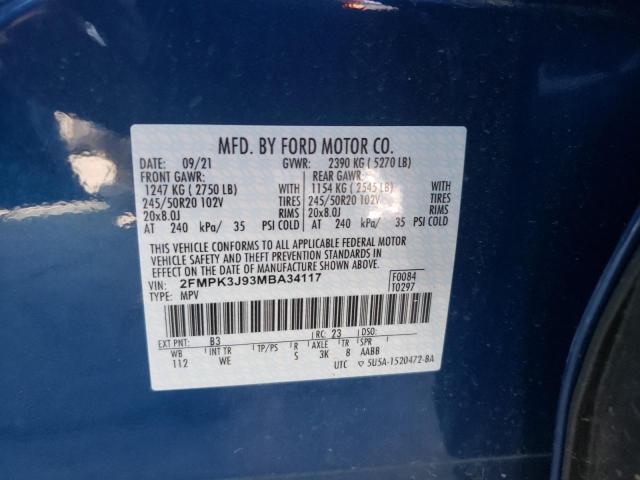 MFD. BY FORD MOTOR CO.
DATE: 09/21 GVWR: 2390 KG ( 5270 LB)
FRONT GAWR: REAR GAWR:
1247 KG ( 2750 LB) WITH 1154 KG ( 2545 LB) WITH
245/50R20 102V TIRES 245/50R20 102V TIRES
20x8.0J RIMS 20x8.0J RIMS
AT 240 kPa/ 35 PSI COLD AT 240 kPa/ 35 PSI COLD
THIS VEHICLE CONFORMS TO ALL APPLICABLE FEDERAL MOTOR
VEHICLE SAFETY AND THEFT PREVENTION STANDARDS IN
EFFECT ON THE DATE OF MANUFACTURE SHOWN ABOVE.
VIN: 2FMPK3J93MBA34117 F0084
TYPE: MPV T0297
EXT PNT: B3 RC: 23 DSO:
WB INT TR TP/PS R AXLE TR SPR
112 WE S 3K 8 AABB
UTC ▽5U5A-1520472-BA